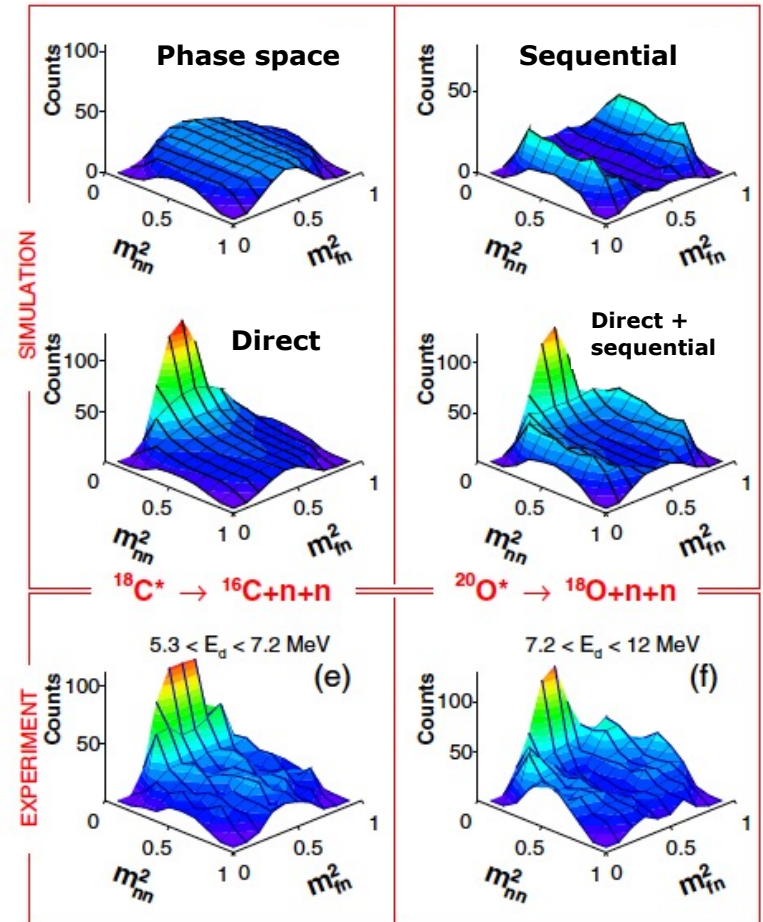 Phase space
Counts
100
50
0
0
0.5
1
0
0.5
1
m²nn
m²fn
Sequential
Counts
50
0
0
0.5
1
0
0.5
1
m²nn
m²fn
SIMULATION
Direct
Counts
100
50
0
0.5
1
0
0.5
1
m²nn
m²fn
Direct +
sequential
Counts
100
50
0
0.5
1
0
0.5
1
m²nn
m²fn
¹⁸C* → ¹⁶C+n+n
²⁰O* → ¹⁸O+n+n
EXPERIMENT
5.3 < Ed < 7.2 MeV
(e)
Counts
100
50
0
0.5
1
0
0.5
1
m²nn
m²fn
7.2 < Ed < 12 MeV
(f)
Counts
100
50
0
0.5
1
0
0.5
1
m²nn
m²fn